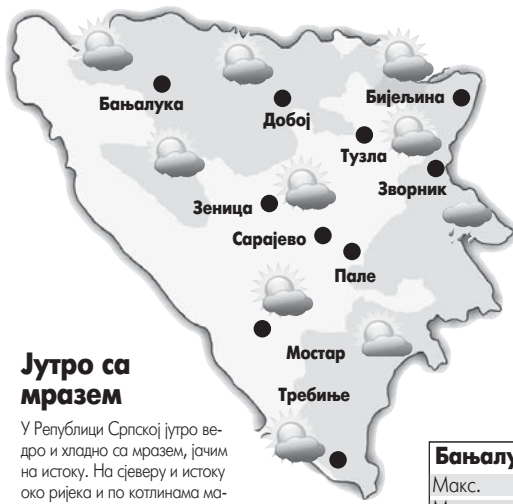 Бањалука
Добој
Бијељина
Тузла
Зворник
Зеница
Сарајево
Пале
Мостар
Требиње
Јутро са
мразем
У Републици Српској јутро ве-
дро и хладно са мразем, јачим
на истоку. На сјеверу и истоку
око ријека и по котлинама ма-
Макс.